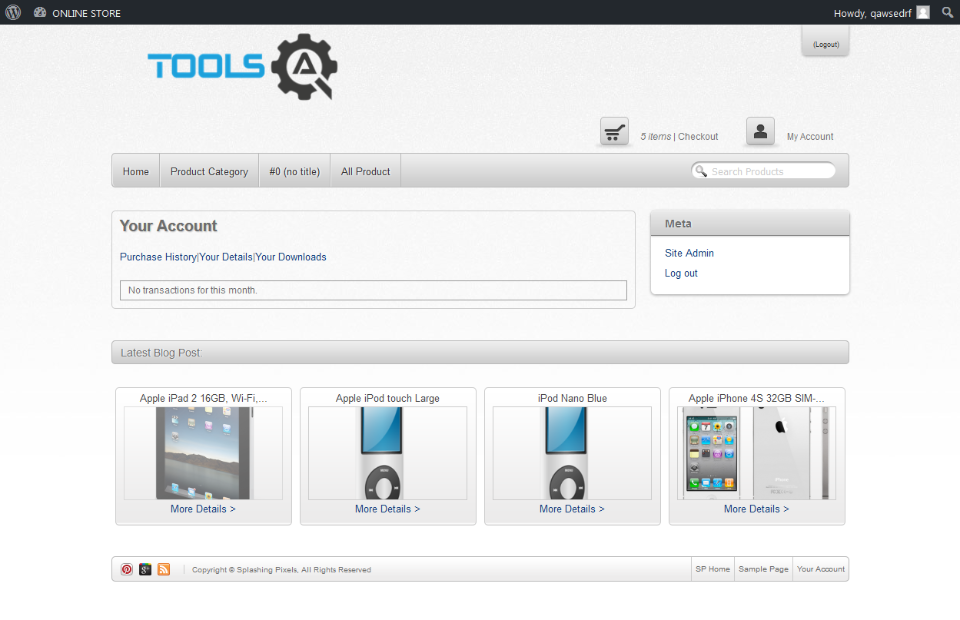 ONLINE STORE
Howdy, qawsedrf
(Logout)
TOOLS QA
5 items | Checkout
My Account
Home
Product Category
#0 (no title)
All Product
Search Products
Your Account
Purchase History|Your Details|Your Downloads
No transactions for this month.
Meta
Site Admin
Log out
Latest Blog Post
Apple iPad 2 16GB, Wi-Fi,...
Apple iPod touch Large
iPod Nano Blue
Apple iPhone 4S 32GB SIM-...
More Details >
More Details >
More Details >
More Details >
Copyright © Splashing Pixels, All Rights Reserved
SP Home
Sample Page
Your Account